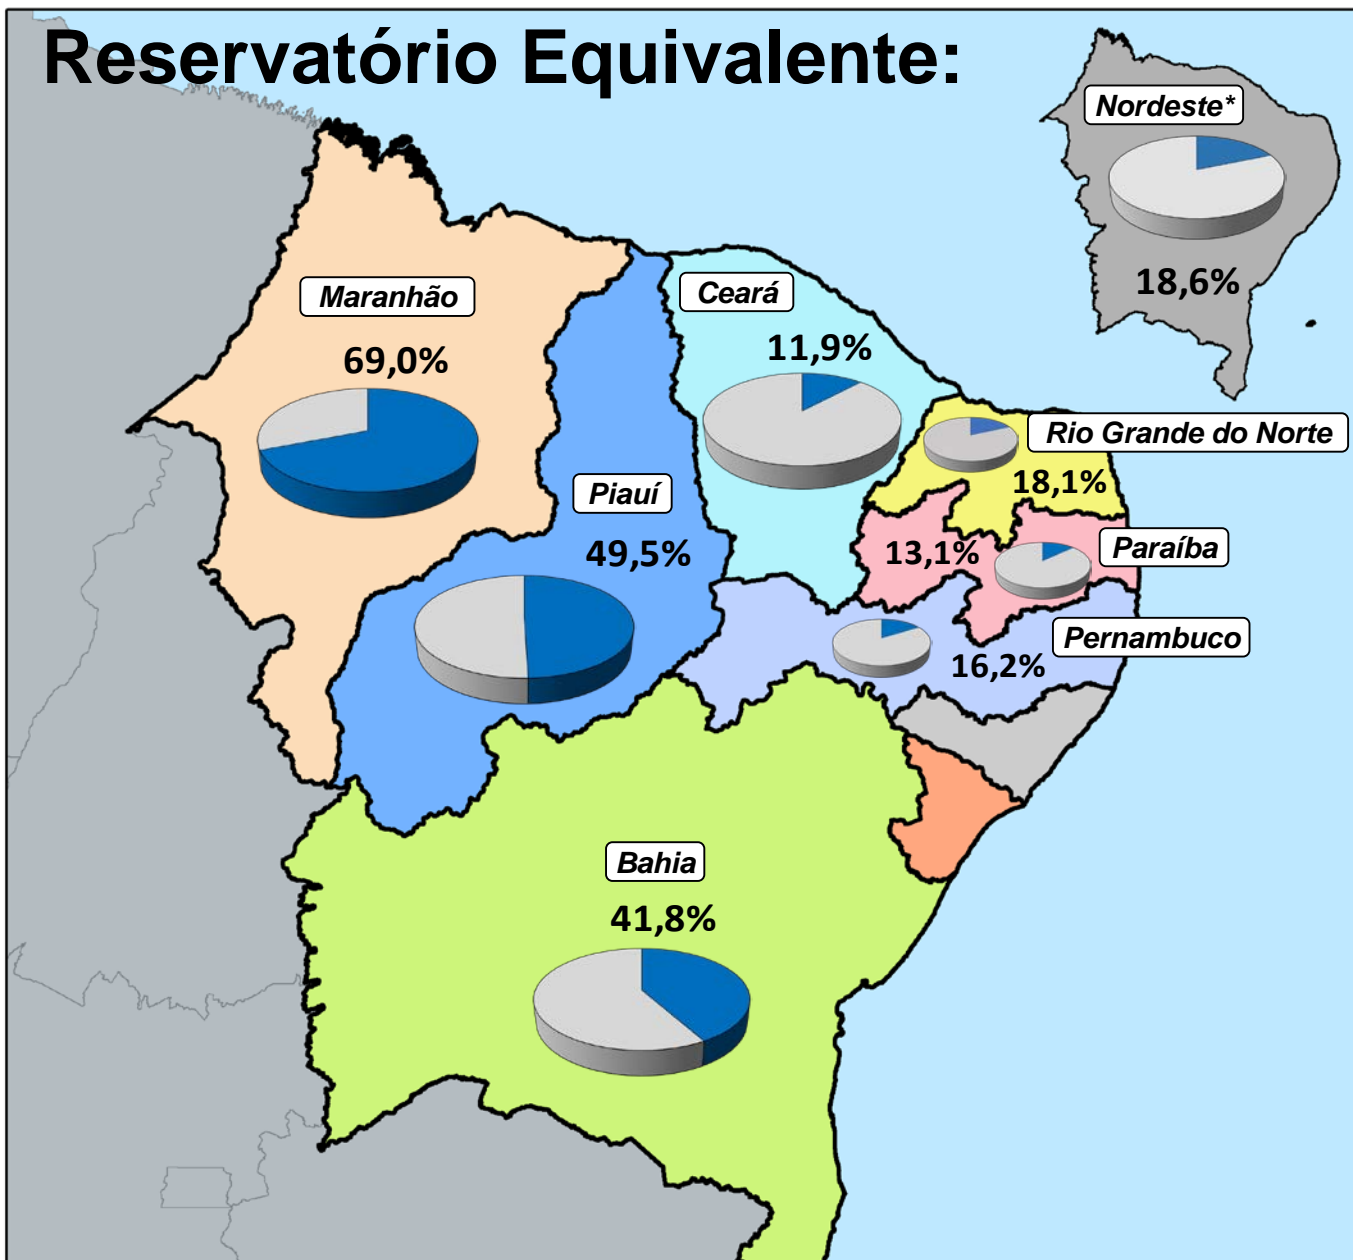 Reservatório Equivalente:
Nordeste*
18,6%
Maranhão
69,0%
Ceará
11,9%
Piauí
49,5%
Rio Grande do Norte
18,1%
Paraíba
13,1%
Pernambuco
16,2%
Bahia
41,8%